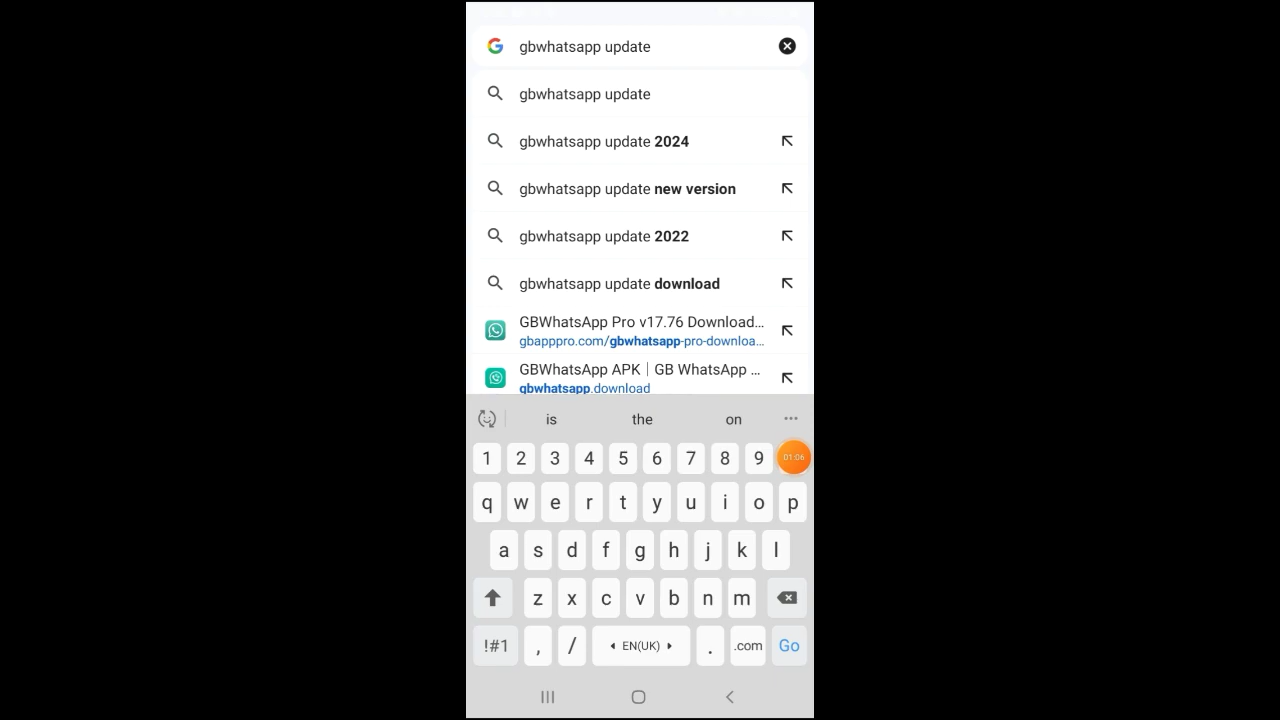 gbwhatsapp update
gbwhatsapp update
gbwhatsapp update 2024
gbwhatsapp update new version
gbwhatsapp update 2022
gbwhatsapp update download
GBWhatsApp Pro v17.76 Download...
gbapppro.com/gbwhatsapp-pro-downloa...
GBWhatsApp APK | GB WhatsApp ...
gbwhatsapp.download
is the on
1 2 3 4 5 6 7 8 9 01:06
q w e r t y u i o p
a s d f g h j k l
z x c v b n m
!#1 , / EN(UK) . .com Go